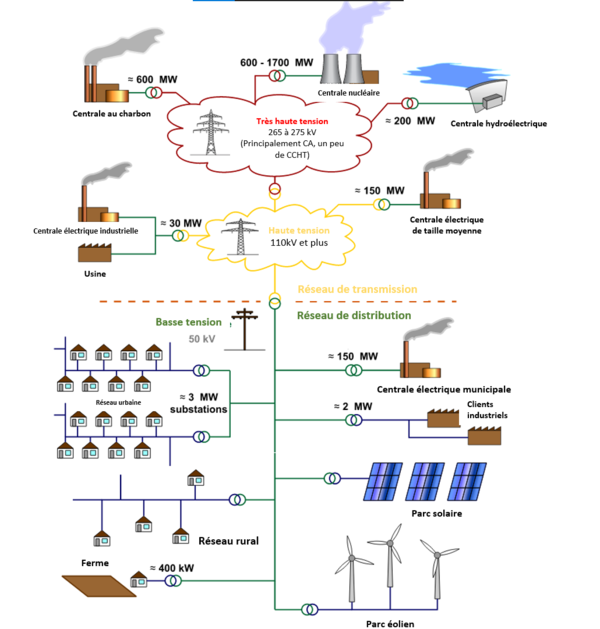 600 - 1700 MW
≈ 600 MW
Centrale nucléaire
Centrale au charbon
Très haute tension
265 à 275 kV
(Principalement CA, un peu
de CCHT)
≈ 200 MW
Centrale hydroélectrique
≈ 150 MW
Centrale électrique industrielle
≈ 30 MW
Haute tension
110kV et plus
Centrale électrique
de taille moyenne
Usine
Réseau de transmission
Réseau de distribution
Basse tension
50 kV
≈ 150 MW
Centrale électrique municipale
Réseau urbaine
≈ 3 MW
substations
≈ 2 MW
Clients
industriels
Parc solaire
Réseau rural
Ferme
≈ 400 kW
Parc éolien